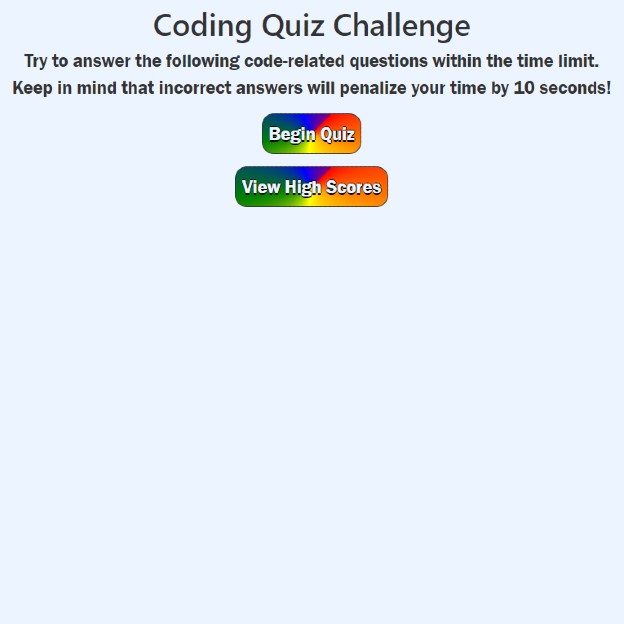 Coding Quiz Challenge
Try to answer the following code-related questions within the time limit.
Keep in mind that incorrect answers will penalize your time by 10 seconds!
Begin Quiz
View High Scores